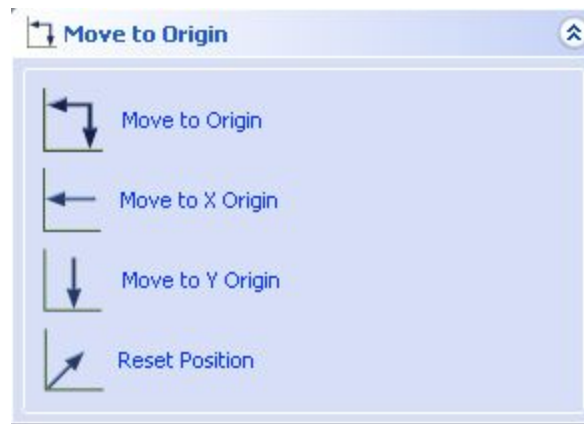 Move to Origin
Move to Origin
Move to X Origin
Move to Y Origin
Reset Position